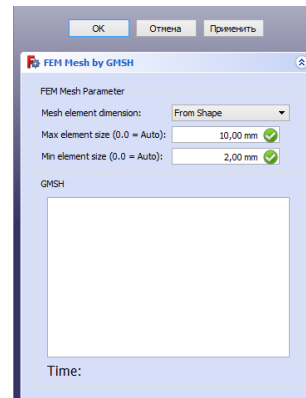 OK Отмена Применить
FEM Mesh by GMSH
FEM Mesh Parameter
Mesh element dimension: From Shape
Max element size (0.0 = Auto): 10,00 mm
Min element size (0.0 = Auto): 2,00 mm
GMSH
Time: